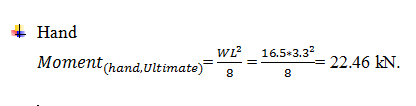 Hand
Moment(hand,Ultimate)= WL²/8 = 16.5*3.3²/8 = 22.46 kN.